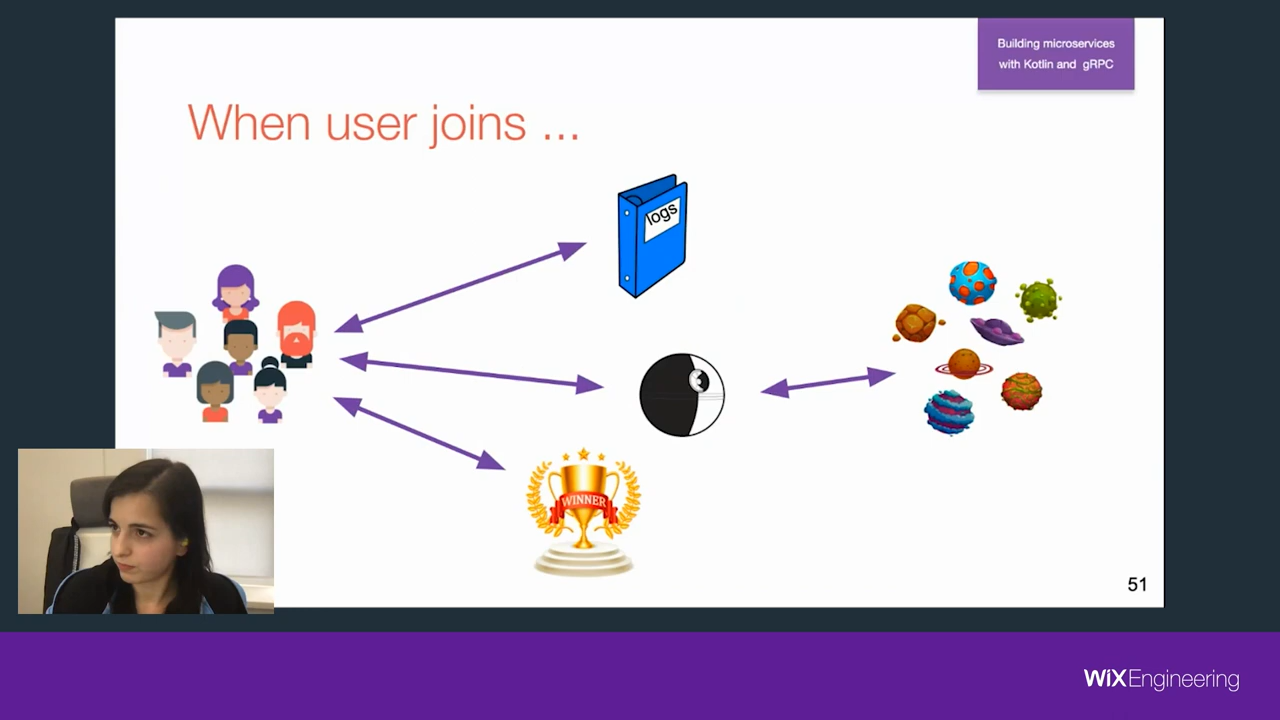 Building microservices
with Kotlin and gRPC
When user joins ...
logs
WINNER
51
WiXEngineering